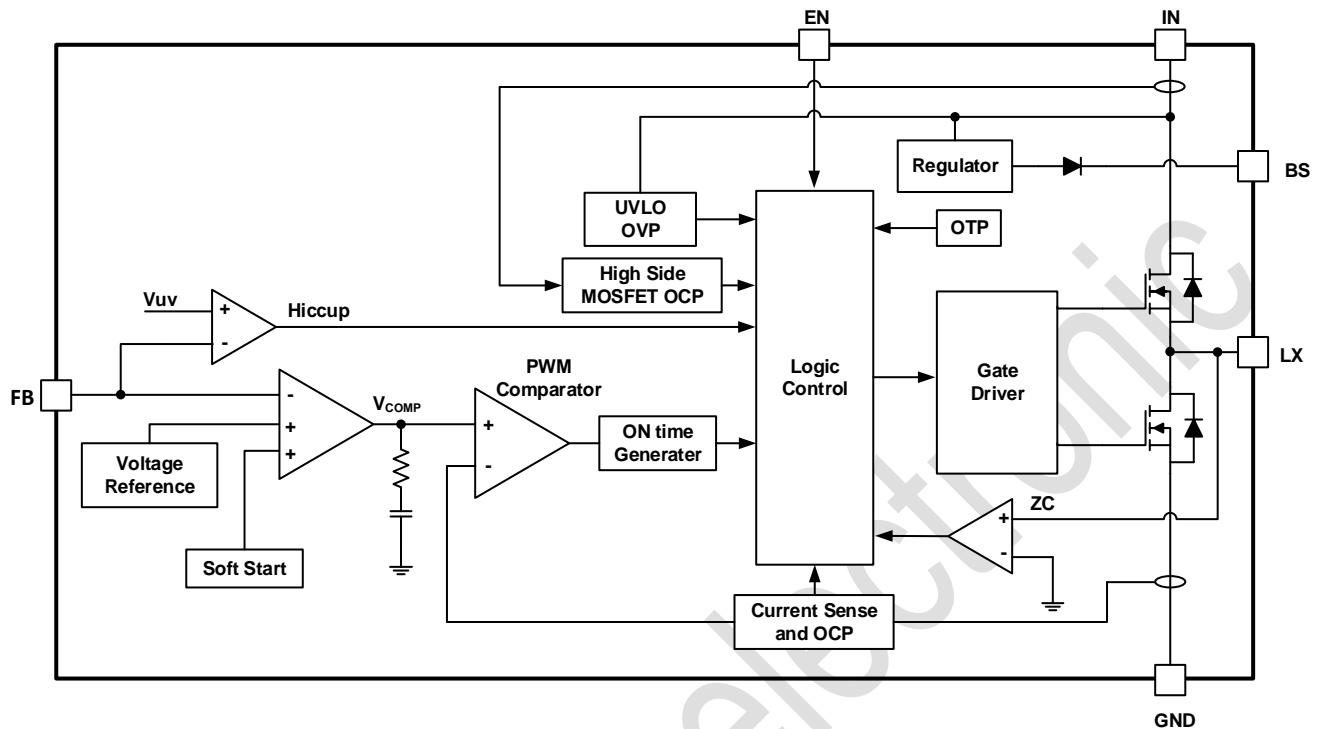 EN
IN
Regulator
BS
UVLO
OVP
OTP
High Side
MOSFET OCP
Vuv
+
-
Hiccup
Logic
Control
Gate
Driver
LX
FB
-
+
+
VCOMP
PWM
Comparator
+
-
ON time
Generater
Voltage
Reference
Soft Start
ZC
+
-
Current Sense
and OCP
GND
electronic